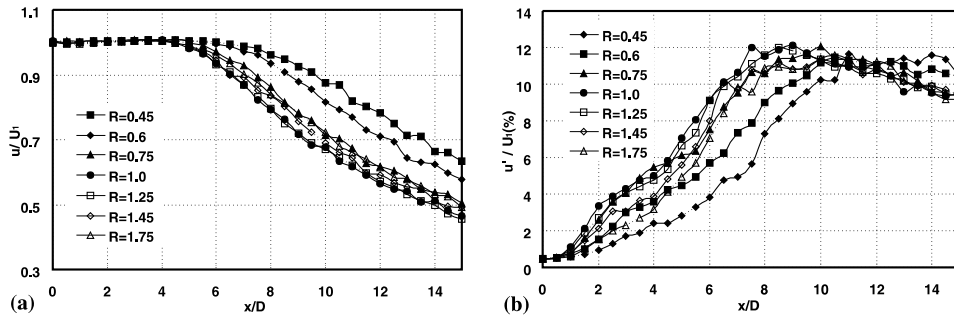 1.1
0.9
0.7
0.5
0.3
u/ U₁
R=0.45
R=0.6
R=0.75
R=1.0
R=1.25
R=1.45
R=1.75
0 2 4 6 8 10 12 14
x/D
(a)
14
12
10
8
6
4
2
0
u' / U₁(%)
R=0.45
R=0.6
R=0.75
R=1.0
R=1.25
R=1.45
R=1.75
0 2 4 6 8 10 12 14
x/D
(b)